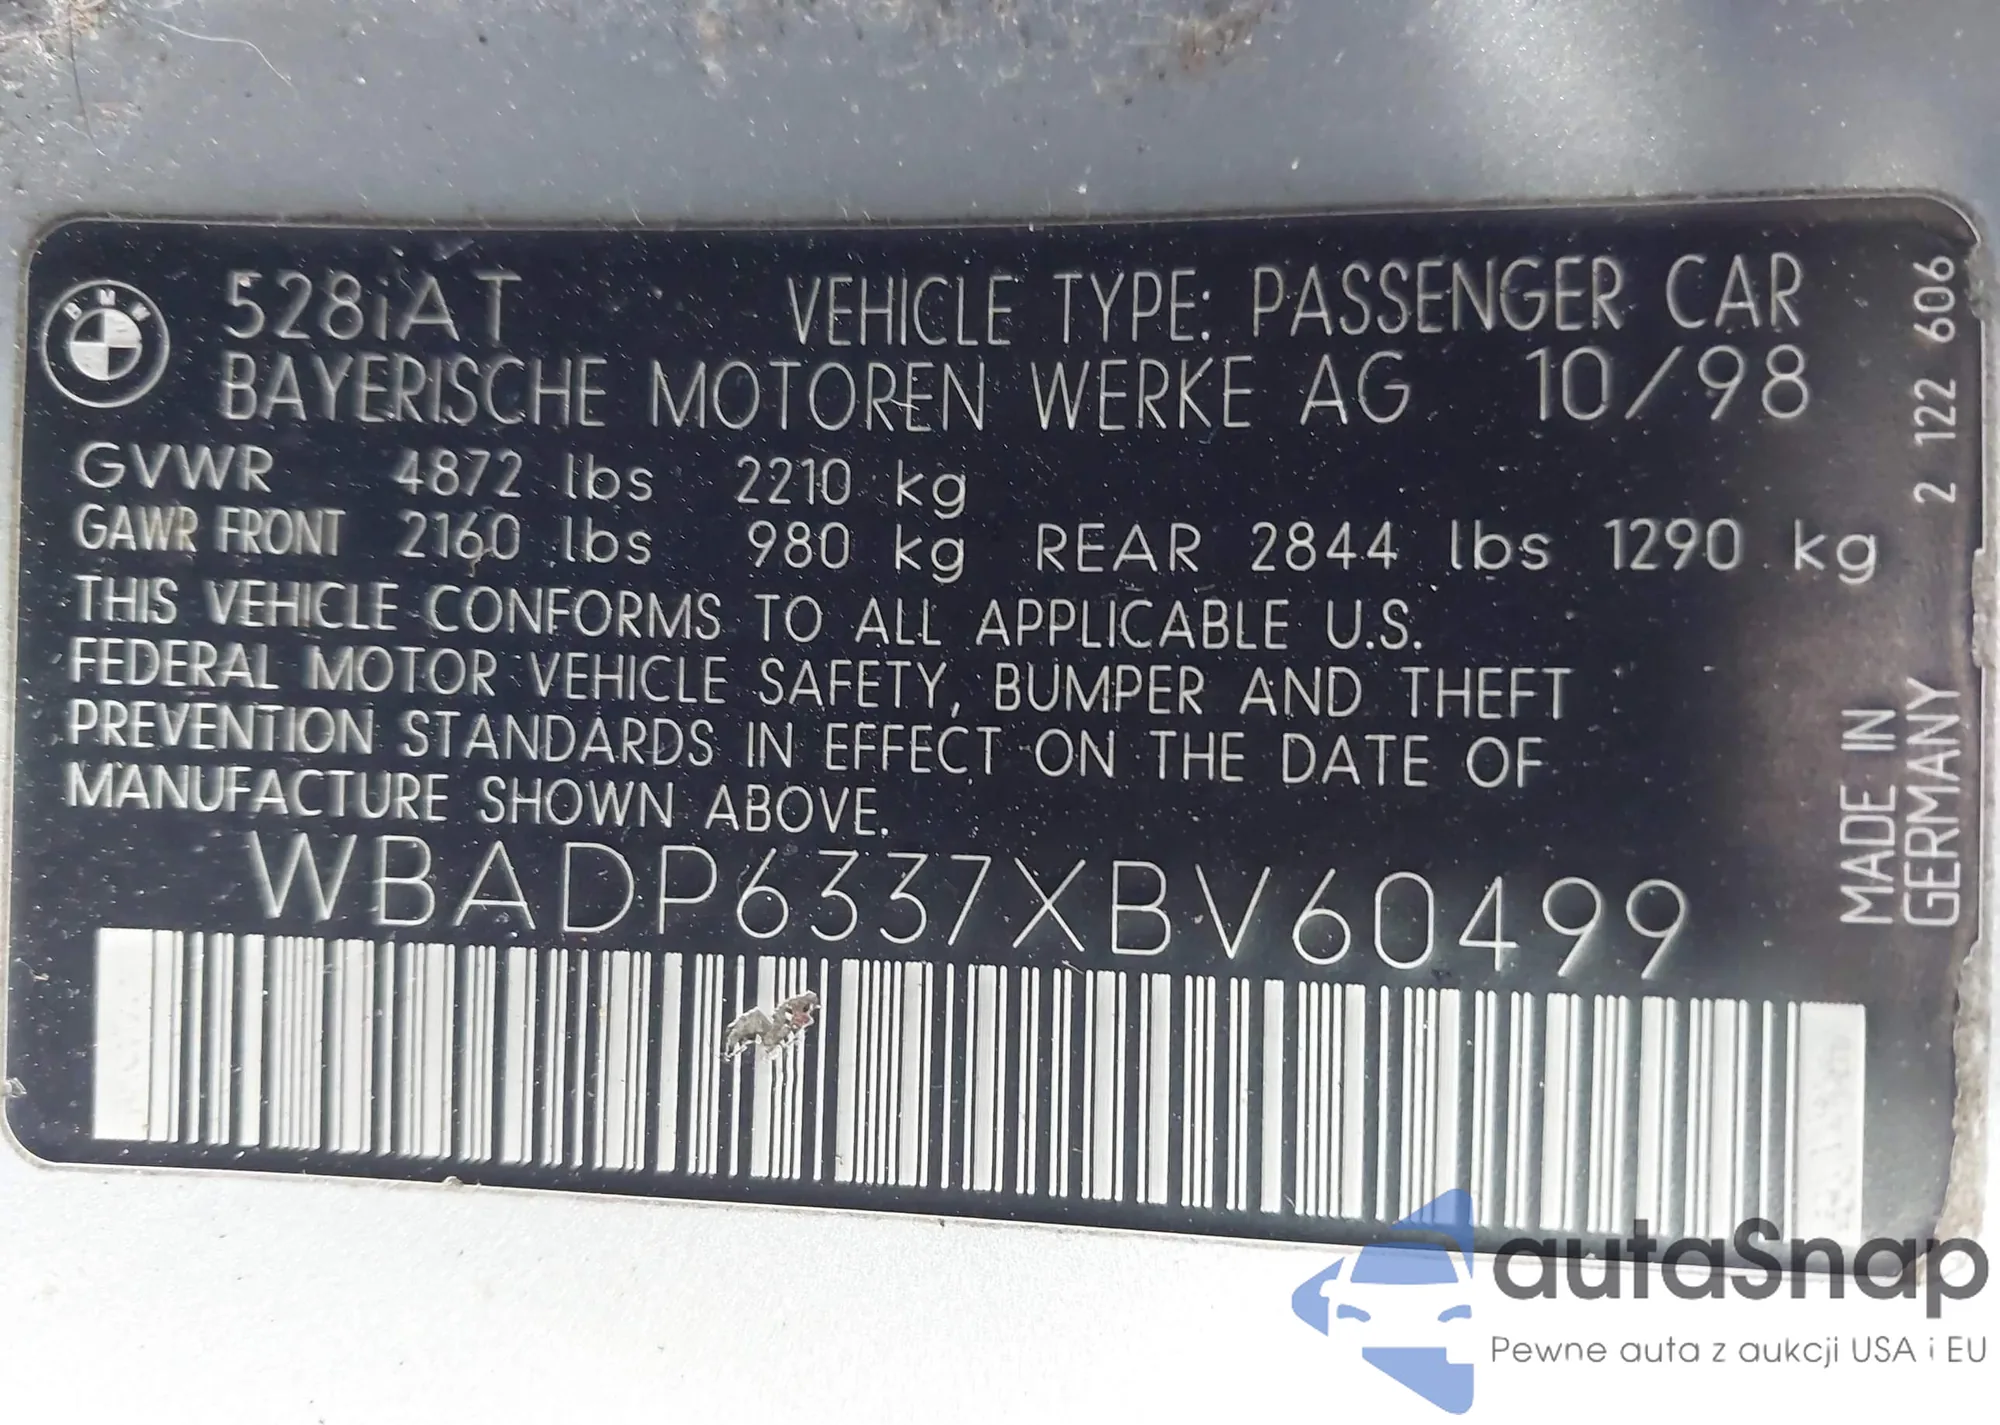 BMW
528iAT VEHICLE TYPE: PASSENGER CAR
BAYERISCHE MOTOREN WERKE AG 10/98
GVWR 4872 lbs 2210 kg
GAWR FRONT 2160 lbs 980 kg REAR 2844 lbs 1290 kg
THIS VEHICLE CONFORMS TO ALL APPLICABLE U.S.
FEDERAL MOTOR VEHICLE SAFETY, BUMPER AND THEFT
PREVENTION STANDARDS IN EFFECT ON THE DATE OF
MANUFACTURE SHOWN ABOVE.
WBADP6337XBV60499
2 122 606
MADE IN
GERMANY
autaSnap
Pewne auta z aukcji USA i EU